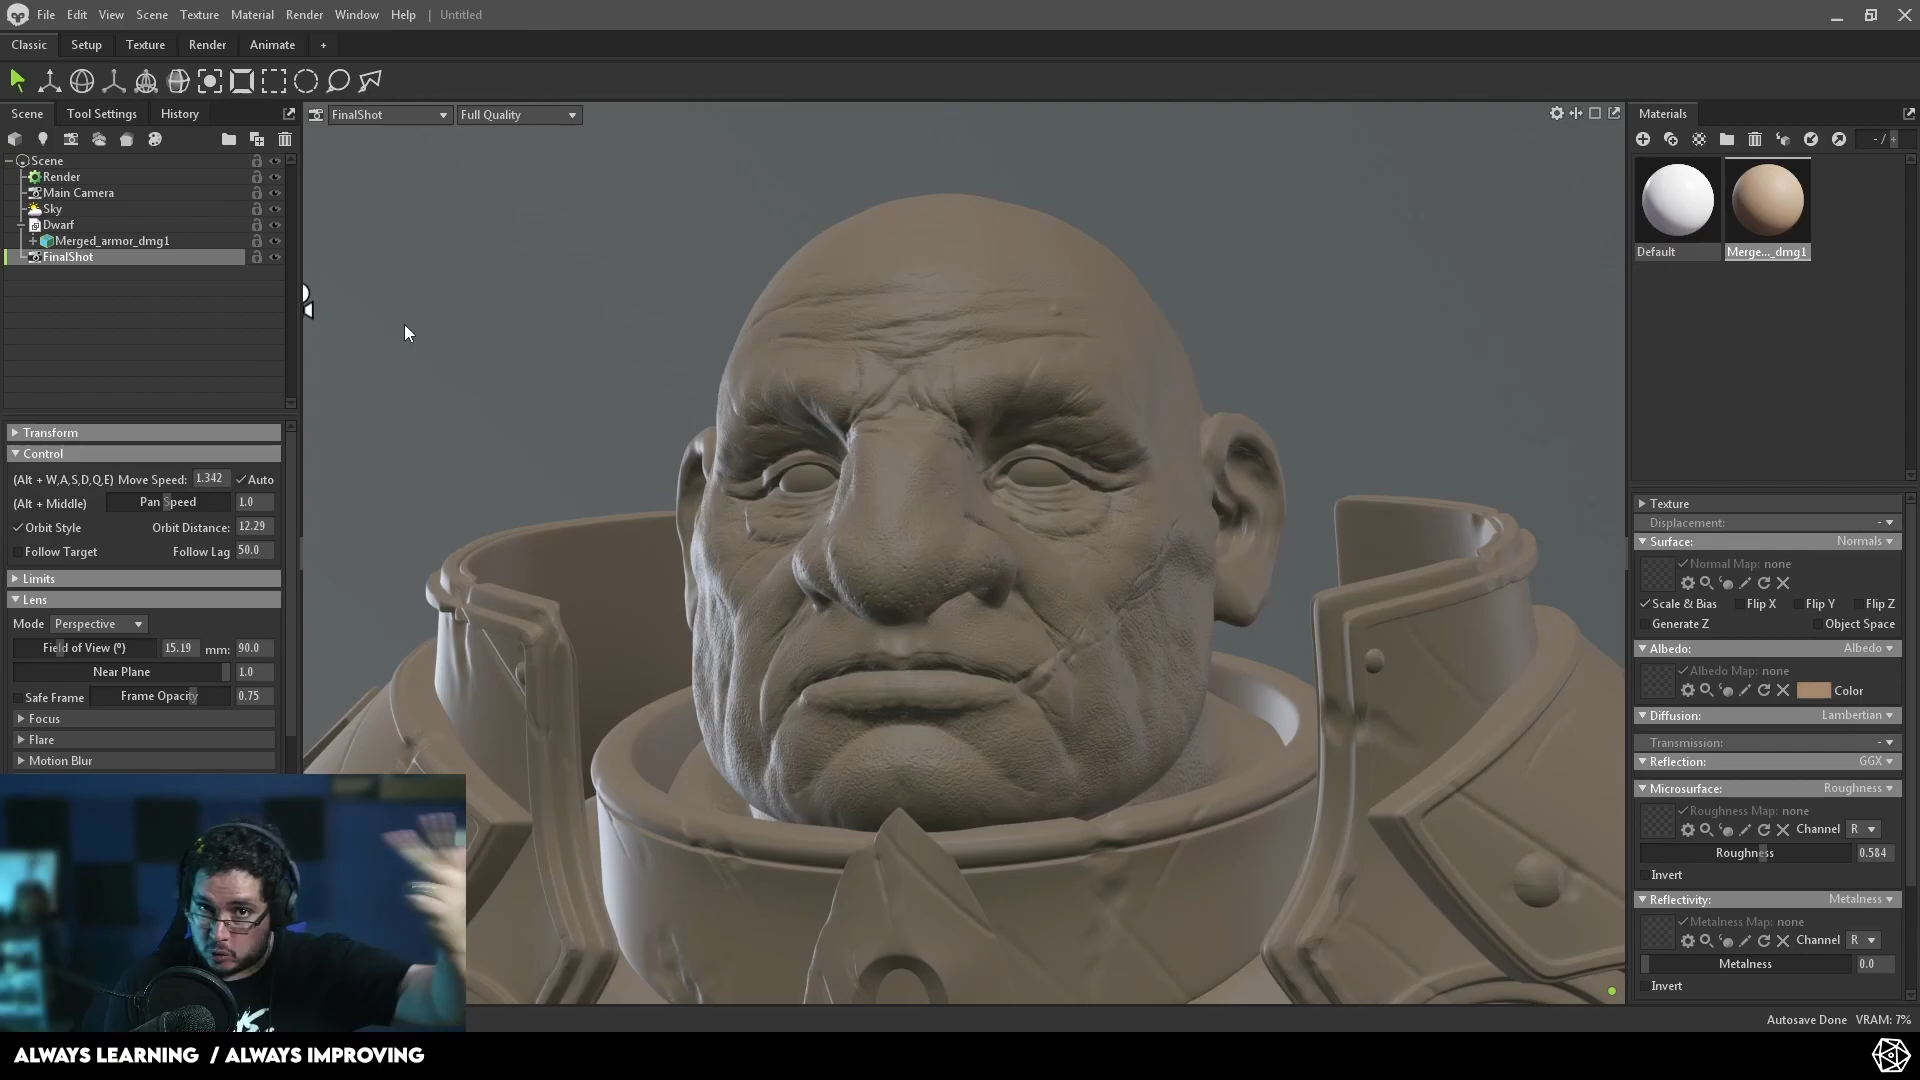 File Edit View Scene Texture Material Render Window Help | Untitled
Classic Setup Texture Render Animate +
Scene Tool Settings History
FinalShot Full Quality
Materials
- / +
Scene
Render
Main Camera
Sky
Dwarf
Merged_armor_dmg1
FinalShot
Default Merge..._dmg1
Transform
Control
(Alt + W,A,S,D,Q,E) Move Speed: 1.342 Auto
(Alt + Middle) Pan Speed 1.0
Orbit Style Orbit Distance: 12.29
Follow Target Follow Lag 50.0
Limits
Lens
Mode Perspective
Field of View (º) 15.19 mm: 90.0
Near Plane 1.0
Safe Frame Frame Opacity 0.75
Focus
Flare
Motion Blur
Texture
Displacement: -
Surface: Normals
Normal Map: none
Scale & Bias Flip X Flip Y Flip Z
Generate Z Object Space
Albedo: Albedo
Albedo Map: none
Color
Diffusion: Lambertian
Transmission: -
Reflection: GGX
Microsurface: Roughness
Roughness Map: none
Channel R
Roughness 0.584
Invert
Reflectivity: Metalness
Metalness Map: none
Channel R
Metalness 0.0
Invert
Autosave Done VRAM: 7%
ALWAYS LEARNING / ALWAYS IMPROVING